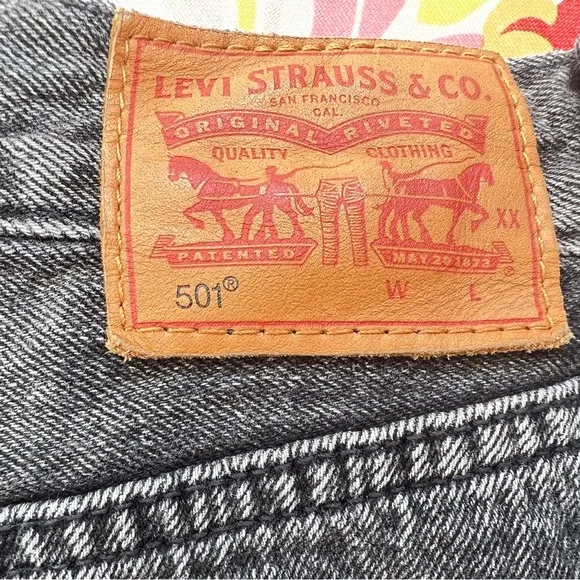 LEVI STRAUSS & CO.
SAN FRANCISCO
CAL.
ORIGINAL RIVETED
QUALITY CLOTHING
XX
PATENTED MAY 20 1873 ®
501® W L